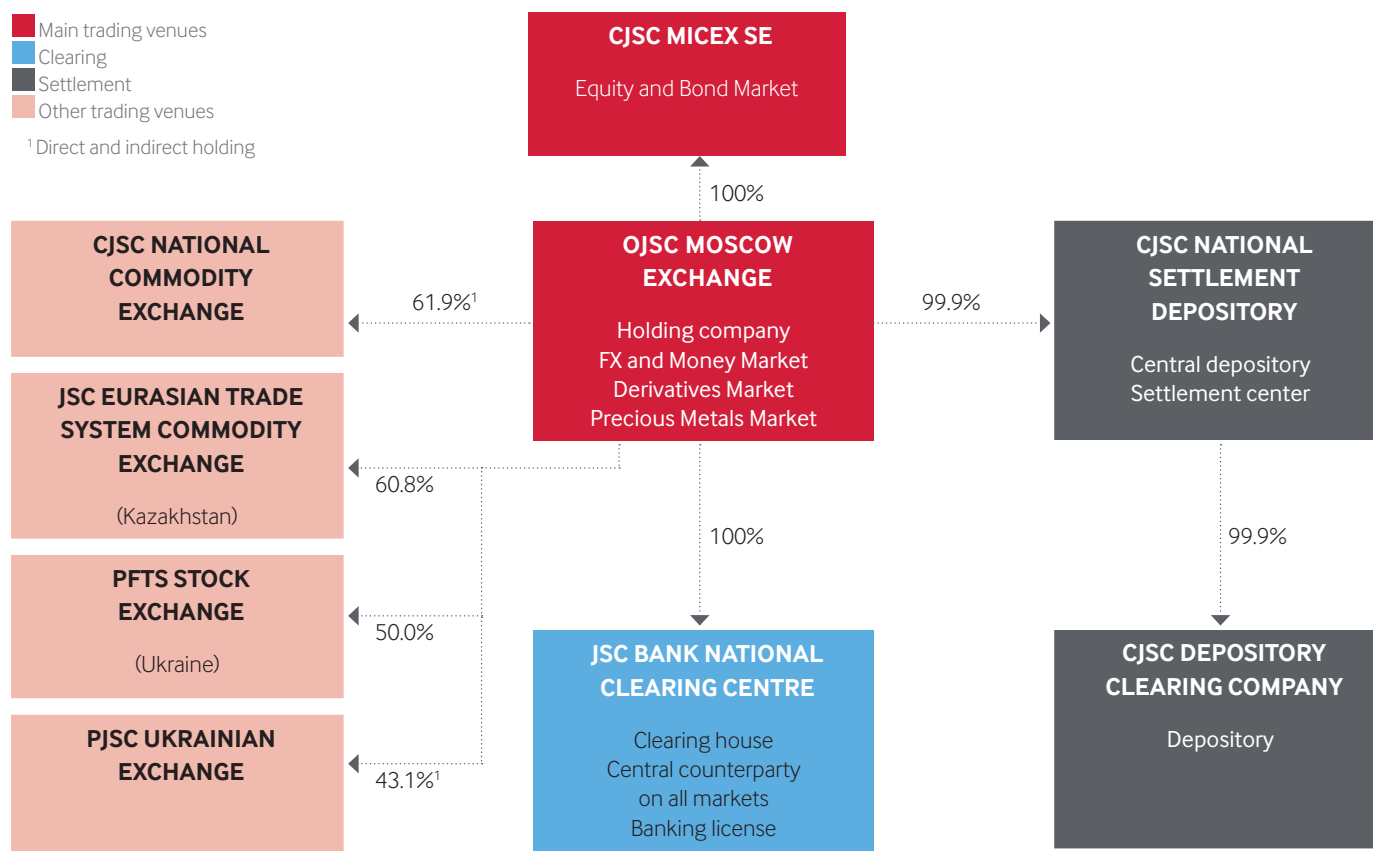 Main trading venues
Clearing
Settlement
Other trading venues
¹ Direct and indirect holding
CJSC MICEX SE
Equity and Bond Market
100%
CJSC NATIONAL
COMMODITY
EXCHANGE
61.9%¹
OJSC MOSCOW
EXCHANGE
Holding company
FX and Money Market
Derivatives Market
Precious Metals Market
99.9%
CJSC NATIONAL
SETTLEMENT
DEPOSITORY
Central depository
Settlement center
JSC EURASIAN TRADE
SYSTEM COMMODITY
EXCHANGE
(Kazakhstan)
60.8%
100%
99.9%
PFTS STOCK
EXCHANGE
(Ukraine)
50.0%
PJSC UKRAINIAN
EXCHANGE
43.1%¹
JSC BANK NATIONAL
CLEARING CENTRE
Clearing house
Central counterparty
on all markets
Banking license
CJSC DEPOSITORY
CLEARING COMPANY
Depository